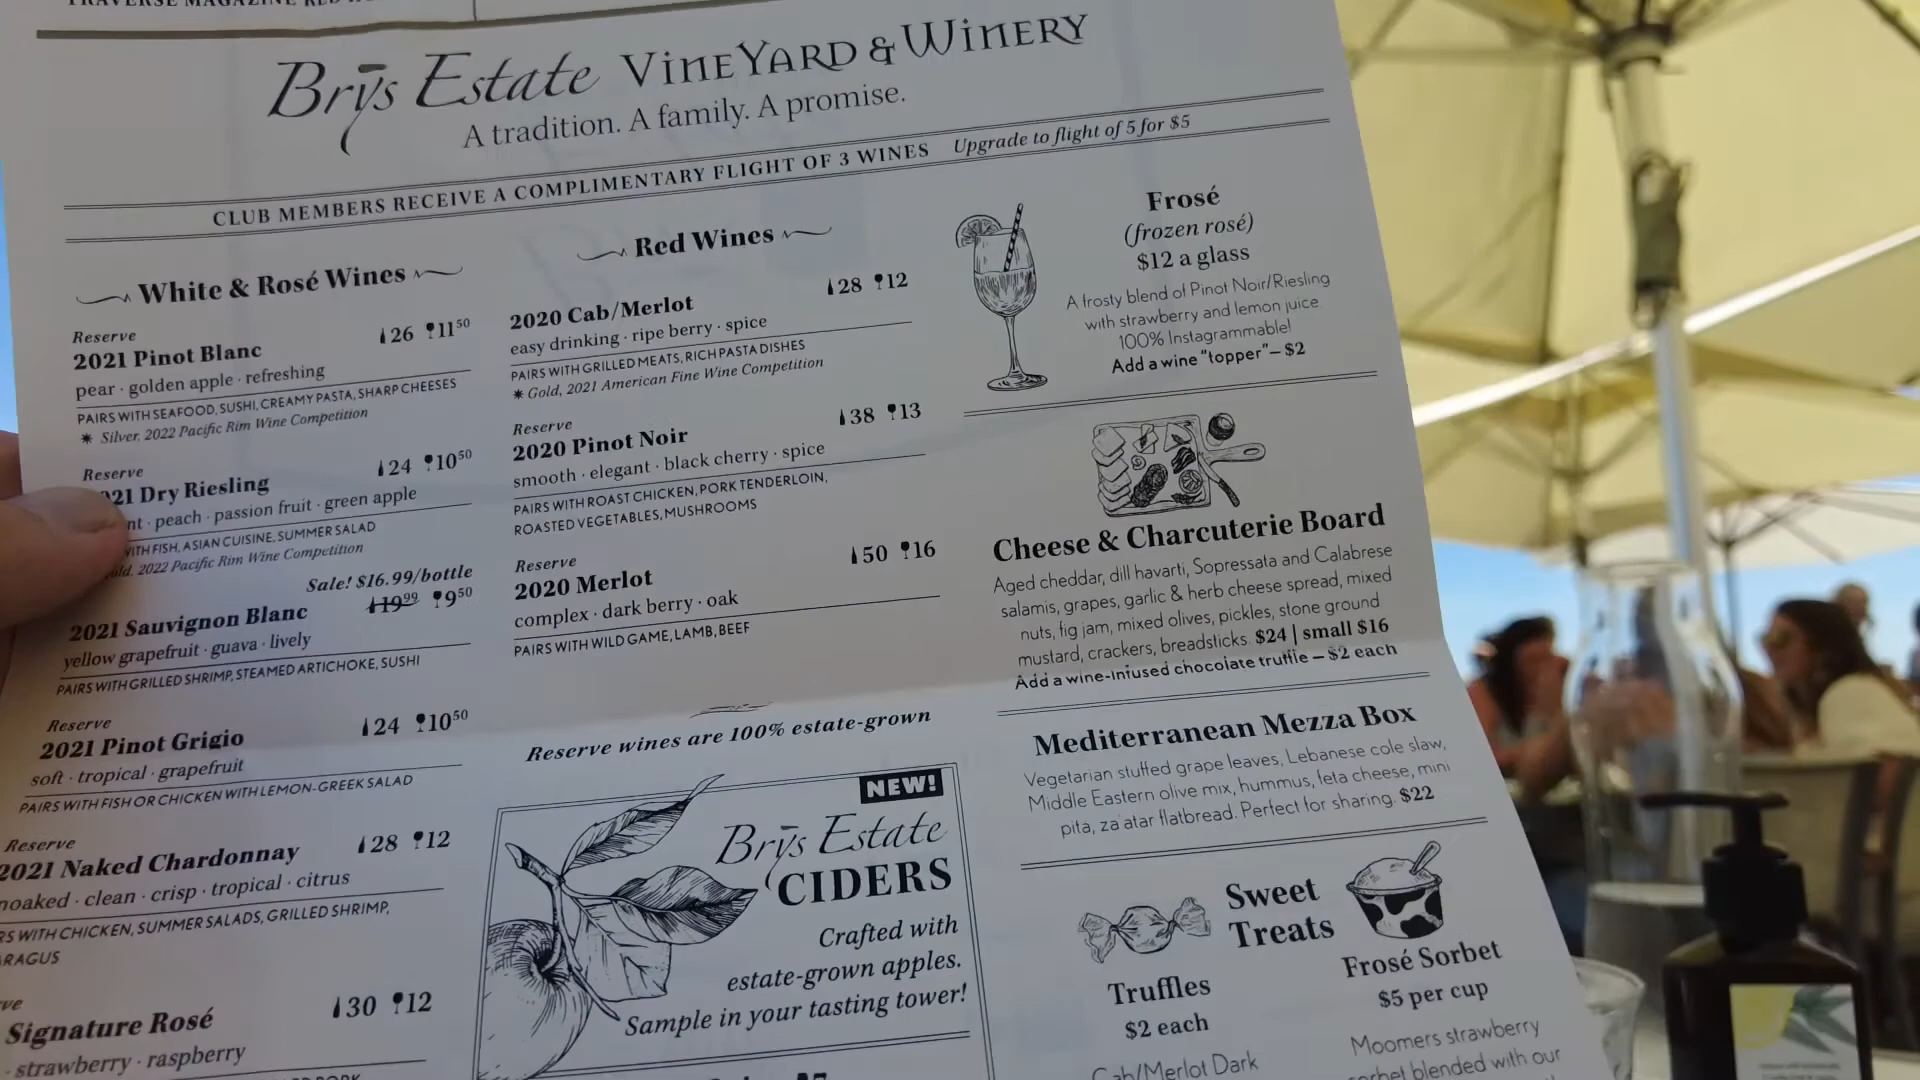 Brȳs Estate VineYard & Winery
A tradition. A family. A promise.
CLUB MEMBERS RECEIVE A COMPLIMENTARY FLIGHT OF 3 WINES Upgrade to flight of 5 for $5
White & Rosé Wines
Reserve
2021 Pinot Blanc 26 11⁵⁰
pear · golden apple · refreshing
PAIRS WITH SEAFOOD, SUSHI, CREAMY PASTA, SHARP CHEESES
Silver, 2022 Pacific Rim Wine Competition
Reserve
21 Dry Riesling 24 10⁵⁰
nt · peach · passion fruit · green apple
WITH FISH, ASIAN CUISINE, SUMMER SALAD
old, 2022 Pacific Rim Wine Competition
Sale! $16.99/bottle
2021 Sauvignon Blanc 19⁹⁹ 9⁵⁰
yellow grapefruit · guava · lively
PAIRS WITH GRILLED SHRIMP, STEAMED ARTICHOKE, SUSHI
Reserve
2021 Pinot Grigio 24 10⁵⁰
soft · tropical · grapefruit
PAIRS WITH FISH OR CHICKEN WITH LEMON-GREEK SALAD
Reserve
2021 Naked Chardonnay 28 12
noaked · clean · crisp · tropical · citrus
RS WITH CHICKEN, SUMMER SALADS, GRILLED SHRIMP,
RAGUS
ve
Signature Rosé 30 12
· strawberry · raspberry
Red Wines
2020 Cab/Merlot 28 12
easy drinking · ripe berry · spice
PAIRS WITH GRILLED MEATS, RICH PASTA DISHES
Gold, 2021 American Fine Wine Competition
Reserve
2020 Pinot Noir 38 13
smooth · elegant · black cherry · spice
PAIRS WITH ROAST CHICKEN, PORK TENDERLOIN,
ROASTED VEGETABLES, MUSHROOMS
Reserve
2020 Merlot 50 16
complex · dark berry · oak
PAIRS WITH WILD GAME, LAMB, BEEF
Reserve wines are 100% estate-grown
NEW!
Brȳs Estate
CIDERS
Crafted with
estate-grown apples.
Sample in your tasting tower!
Frosé
(frozen rosé)
$12 a glass
A frosty blend of Pinot Noir/Riesling
with strawberry and lemon juice
100% Instagrammable!
Add a wine "topper" – $2
Cheese & Charcuterie Board
Aged cheddar, dill havarti, Sopressata and Calabrese
salamis, grapes, garlic & herb cheese spread, mixed
nuts, fig jam, mixed olives, pickles, stone ground
mustard, crackers, breadsticks. $24 | small $16
Add a wine-infused chocolate truffle – $2 each
Mediterranean Mezza Box
Vegetarian stuffed grape leaves, Lebanese cole slaw,
Middle Eastern olive mix, hummus, feta cheese, mini
pita, za'atar flatbread. Perfect for sharing. $22
Sweet
Treats
Truffles
$2 each
Cab/Merlot Dark
Frosé Sorbet
$5 per cup
Moomers strawberry
sorbet blended with our